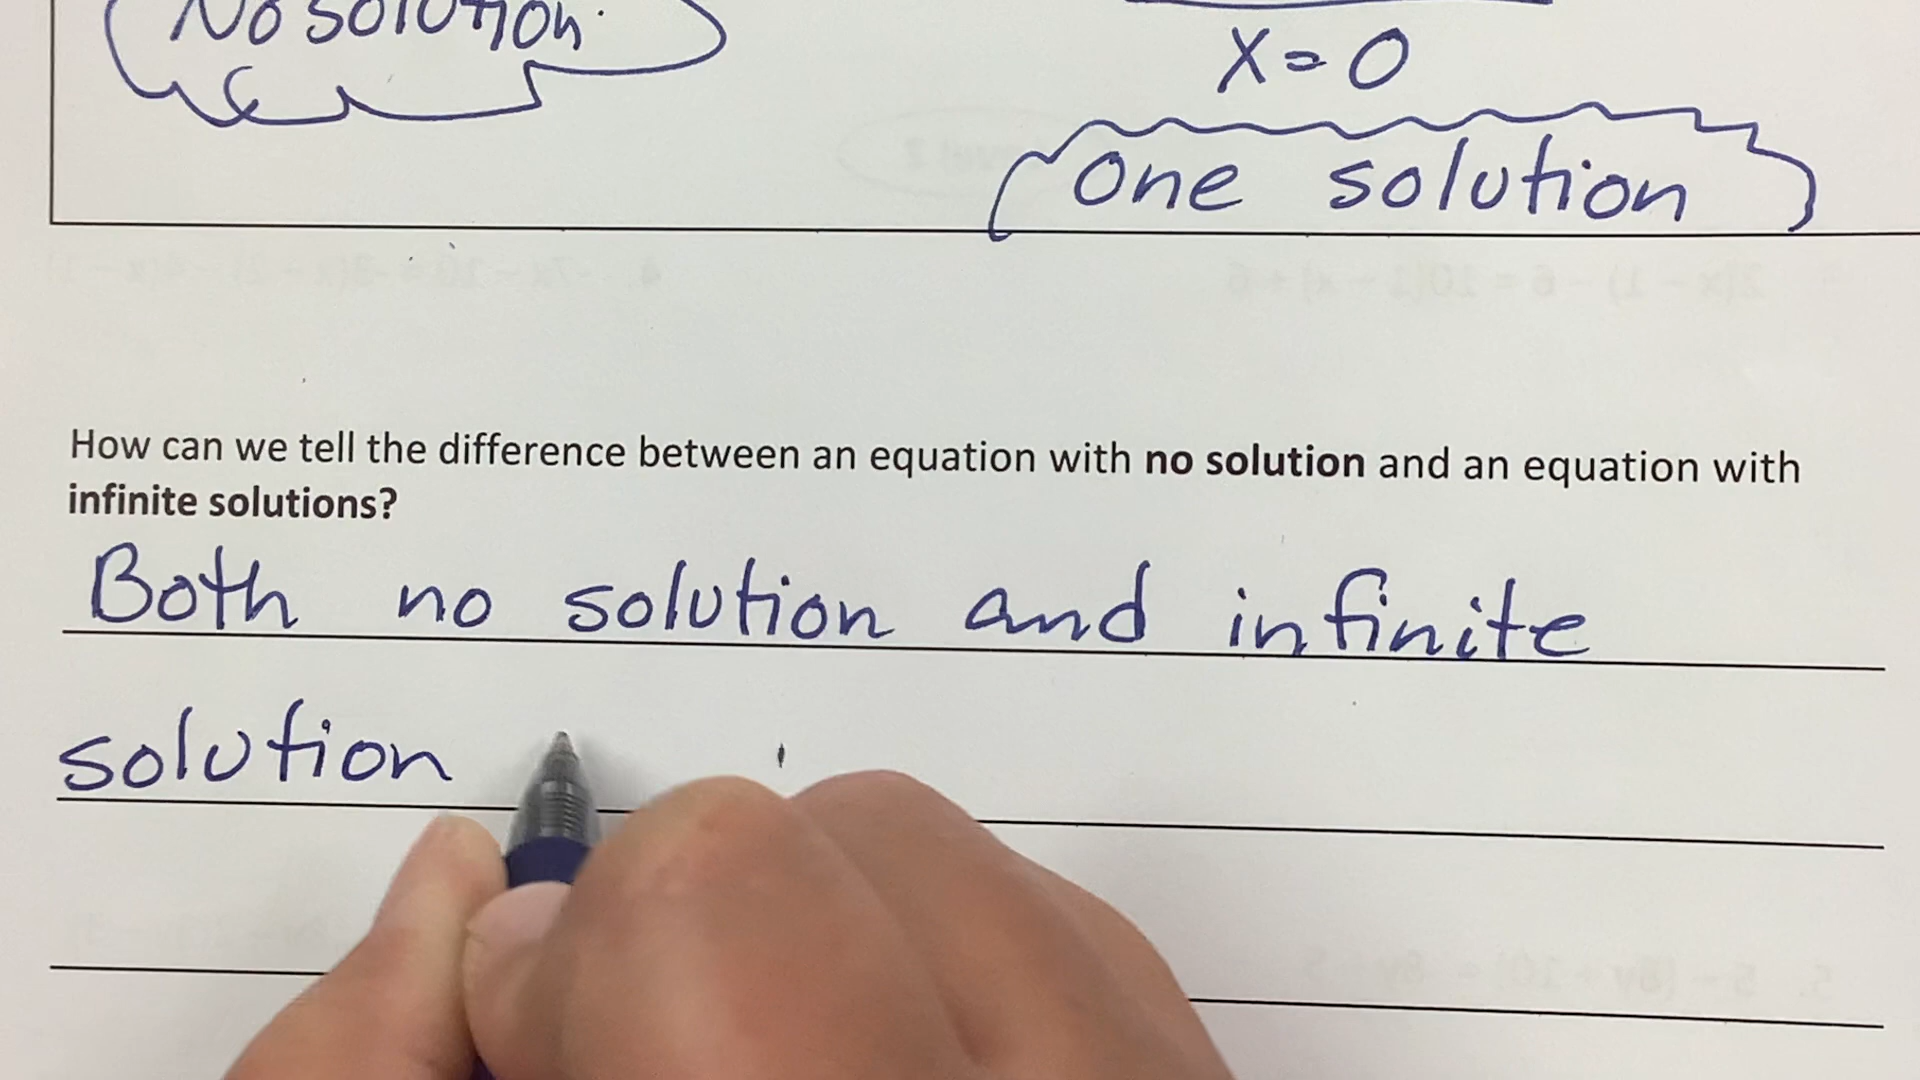 No solution.
x = 0
one solution
How can we tell the difference between an equation with no solution and an equation with
infinite solutions?
Both no solution and infinite
solution